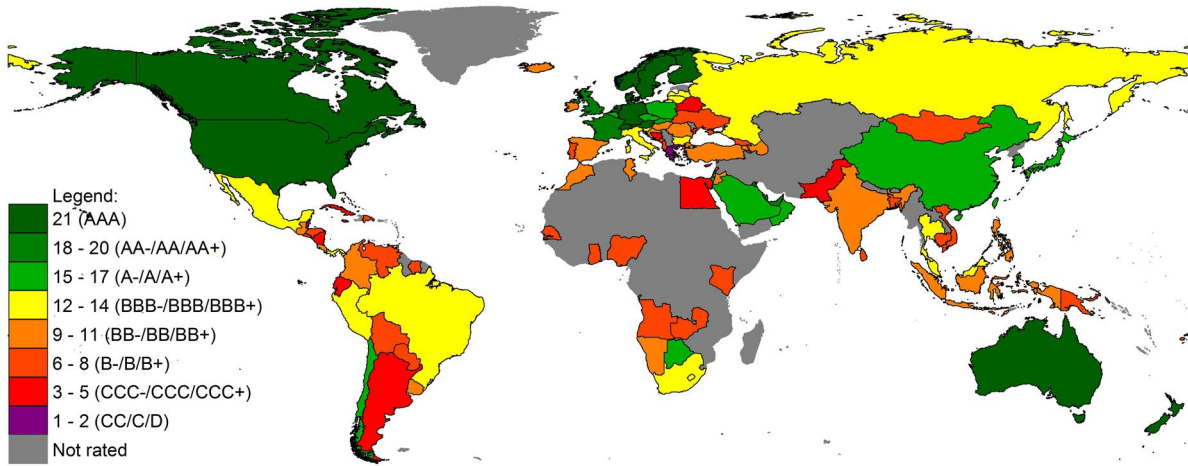 Legend:
21 (AAA)
18 - 20 (AA-/AA/AA+)
15 - 17 (A-/A/A+)
12 - 14 (BBB-/BBB/BBB+)
9 - 11 (BB-/BB/BB+)
6 - 8 (B-/B/B+)
3 - 5 (CCC-/CCC/CCC+)
1 - 2 (CC/C/D)
Not rated